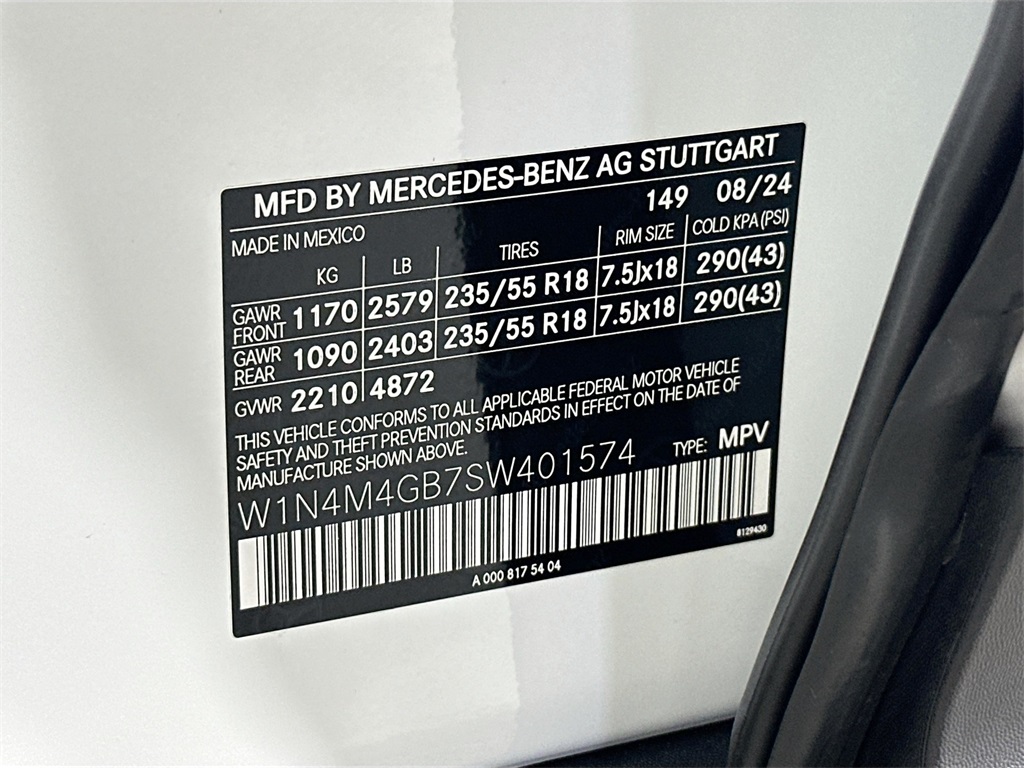 MFD BY MERCEDES-BENZ AG STUTTGART
149 08/24
MADE IN MEXICO
KG LB TIRES RIM SIZE COLD KPA (PSI)
GAWR FRONT 1170 2579 235/55 R18 7.5Jx18 290(43)
GAWR REAR 1090 2403 235/55 R18 7.5Jx18 290(43)
GVWR 2210 4872
THIS VEHICLE CONFORMS TO ALL APPLICABLE FEDERAL MOTOR VEHICLE
SAFETY AND THEFT PREVENTION STANDARDS IN EFFECT ON THE DATE OF
MANUFACTURE SHOWN ABOVE.
W1N4M4GB7SW401574 TYPE: MPV
8129430
A 000 817 54 04